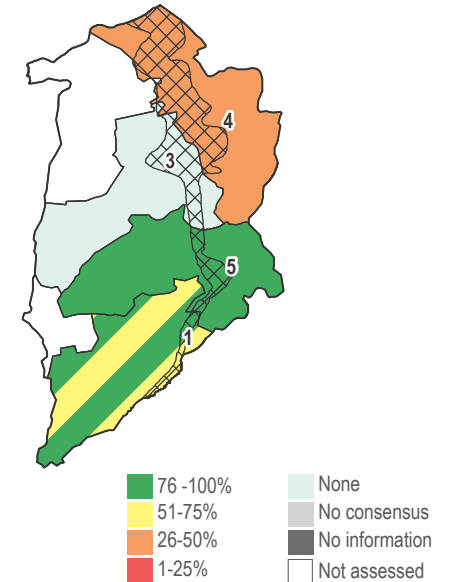 4
3
5
1
76 -100%
51-75%
26-50%
1-25%
None
No consensus
No information
Not assessed